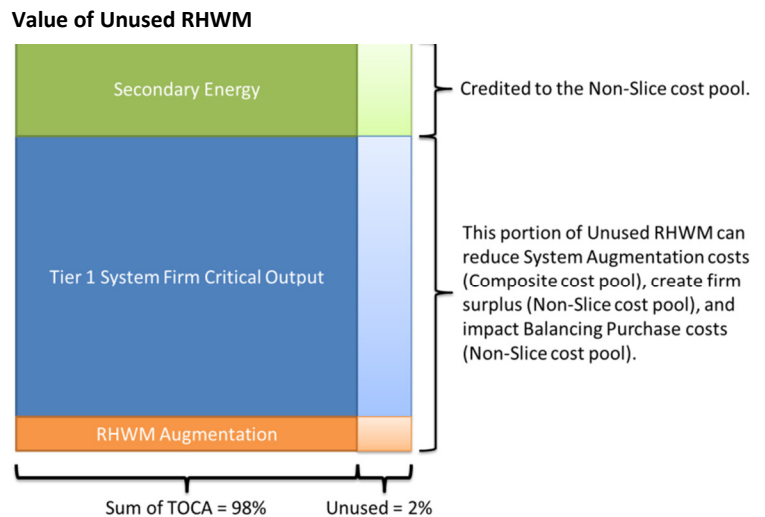 Value of Unused RHWM
Secondary Energy
Credited to the Non-Slice cost pool.
Tier 1 System Firm Critical Output
This portion of Unused RHWM can
reduce System Augmentation costs
(Composite cost pool), create firm
surplus (Non-Slice cost pool), and
impact Balancing Purchase costs
(Non-Slice cost pool).
RHWM Augmentation
Sum of TOCA = 98%
Unused = 2%